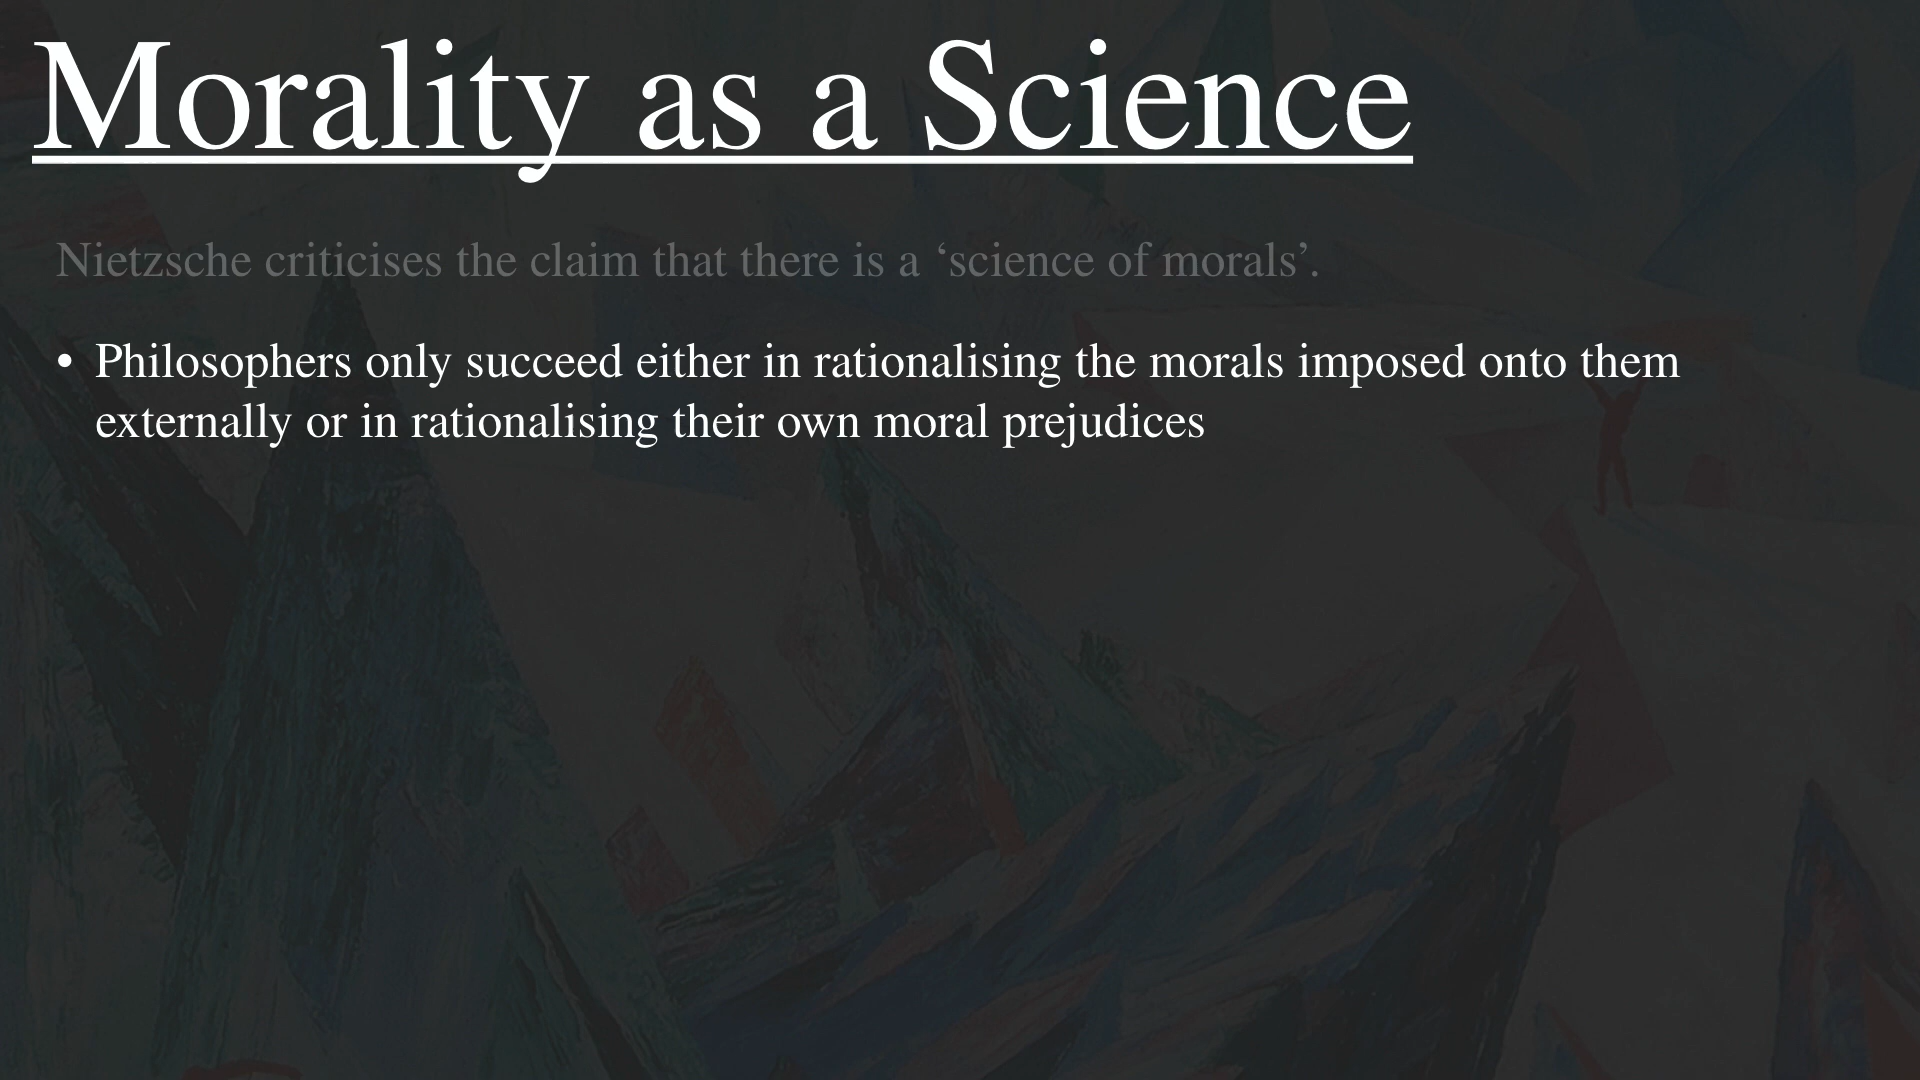 Morality as a Science
Nietzsche criticises the claim that there is a ‘science of morals’.
• Philosophers only succeed either in rationalising the morals imposed onto them
externally or in rationalising their own moral prejudices